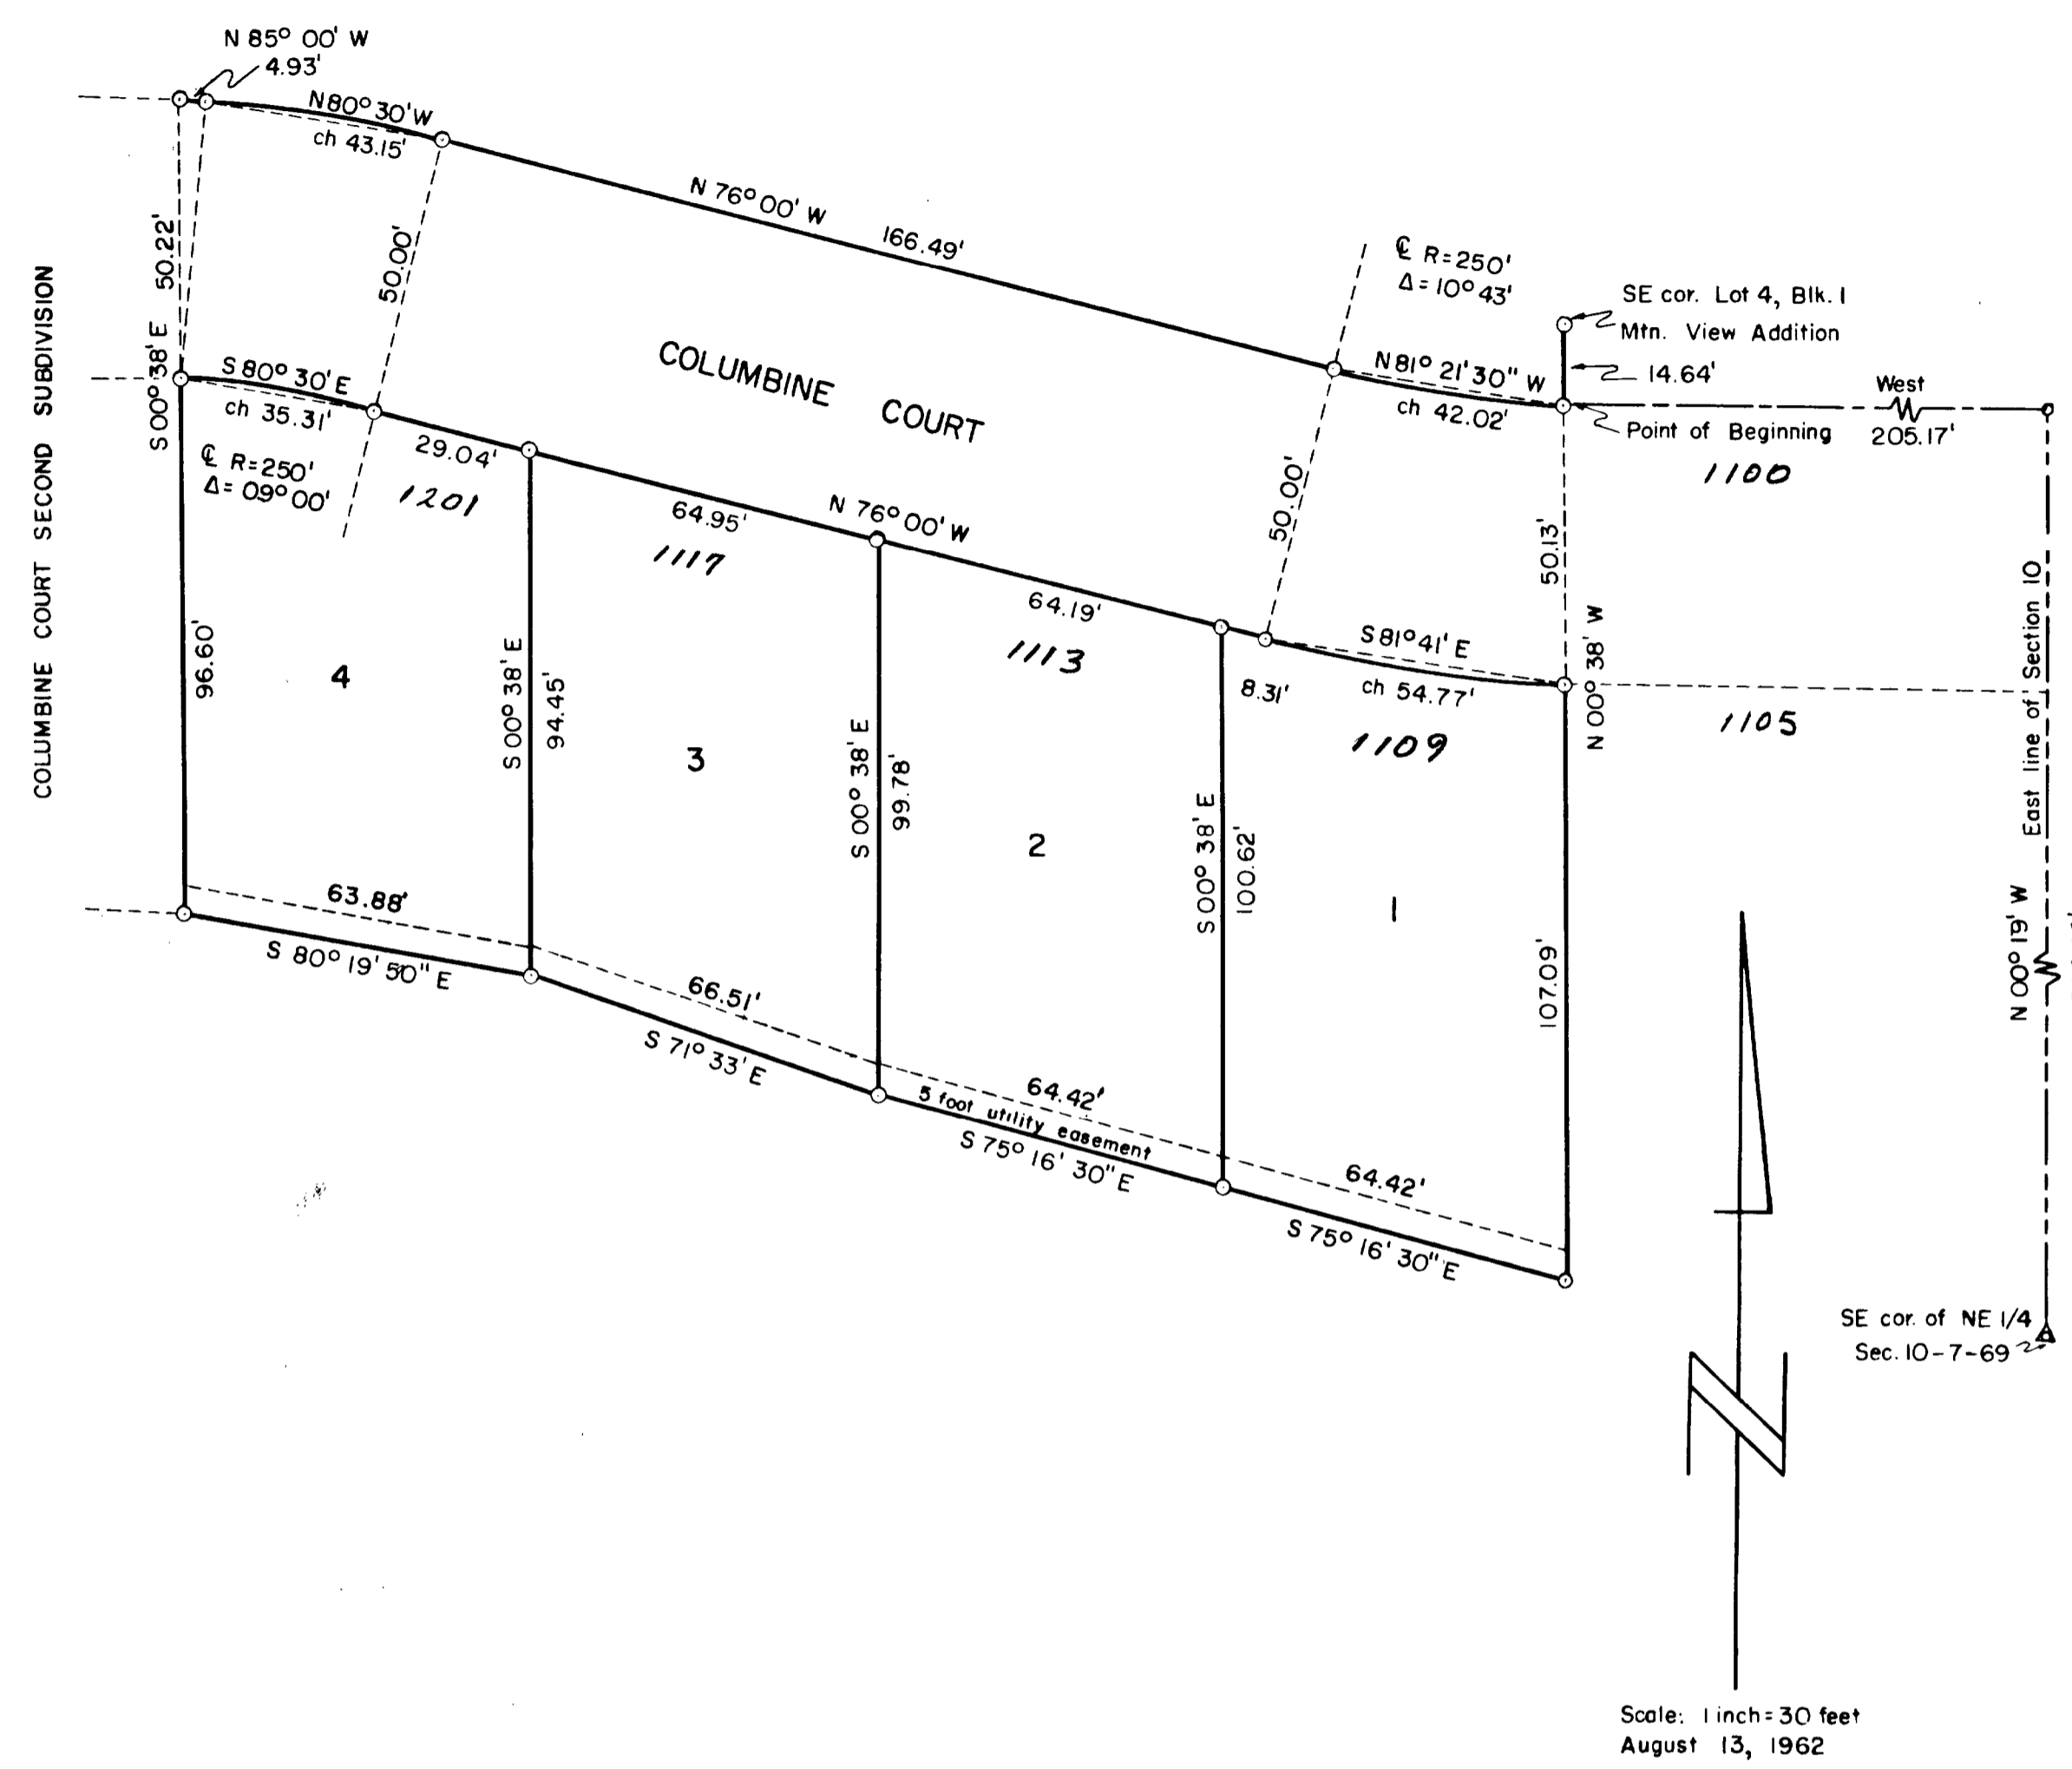 N 85° 00' W
4.93'
N 80° 30' W
ch 43.15'
N 76° 00' W
166.49'
℄ R=250'
Δ= 10° 43'
SE cor. Lot 4, Blk. 1
Mtn. View Addition
14.64'
N 81° 21' 30" W
ch 42.02'
West
205.17'
Point of Beginning
1100
COLUMBINE COURT SECOND SUBDIVISION
S 00° 38' E 50.22'
50.00'
COLUMBINE COURT
S 80° 30' E
ch 35.31'
29.04'
℄ R=250'
Δ= 09° 00'
1201
64.95'
N 76° 00' W
1117
64.19'
1113
50.00'
50.13'
S 81° 41' E
8.31'
ch 54.77'
1109
N 00° 38' W
1105
96.60'
4
S 00° 38' E
94.45'
3
S 00° 38' E
99.78'
2
S 00° 38' E
100.62'
1
107.09'
East line of Section 10
N 00° 19' W
63.88'
S 80° 19' 50" E
66.51'
S 71° 33' E
64.42'
5 foot utility easement
S 75° 16' 30" E
64.42'
S 75° 16' 30" E
SE cor. of NE 1/4
Sec. 10-7-69
N
Scale: 1 inch = 30 feet
August 13, 1962